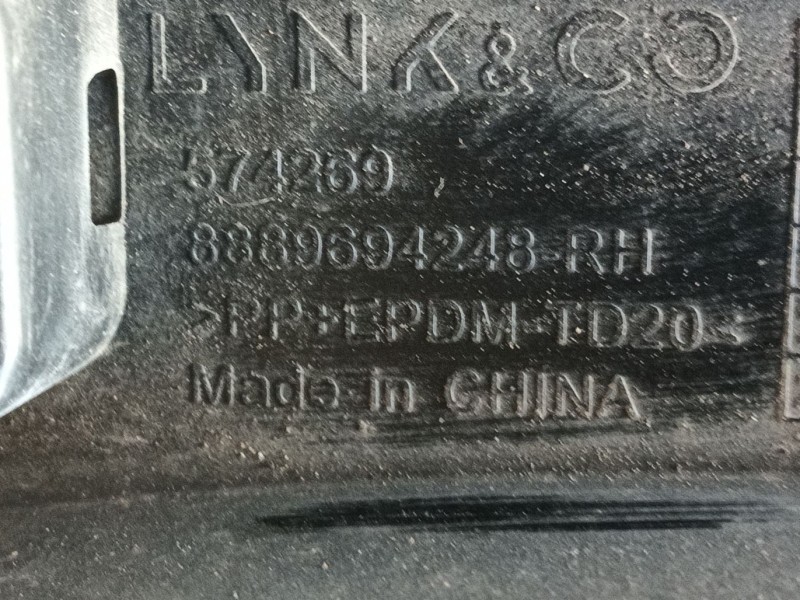 LYNK & CO
574269
8889694248-RH
>PP+EPDM-TD20<
Made in CHINA